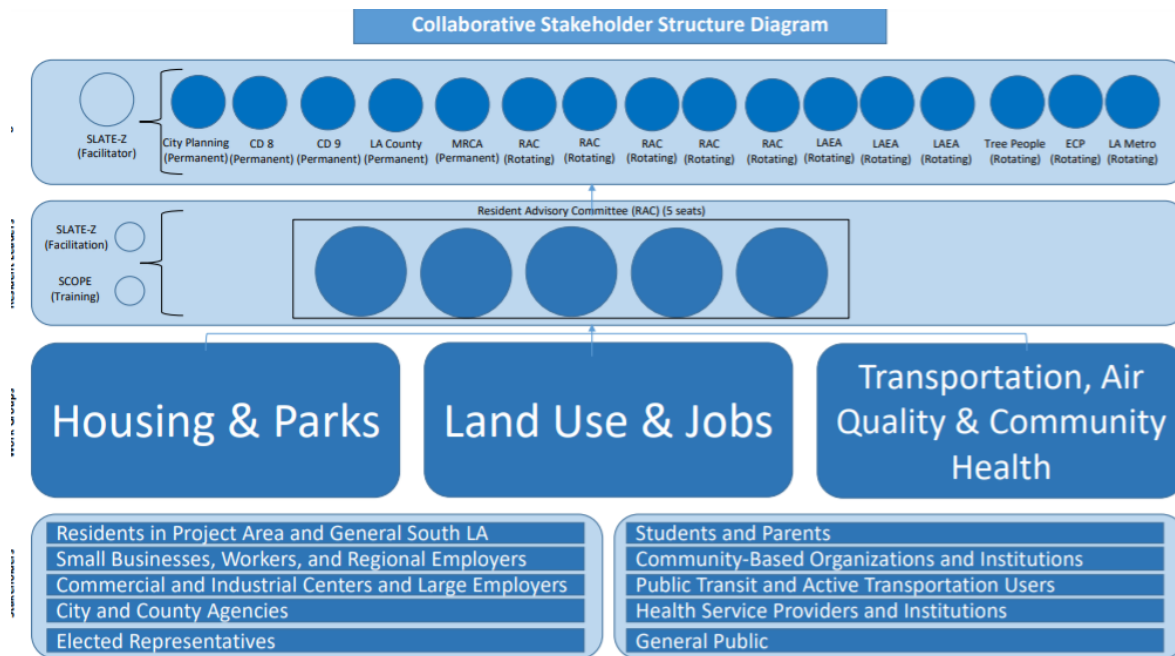 Collaborative Stakeholder Structure Diagram
SLATE-Z
(Facilitator)
City Planning
(Permanent)
CD 8
(Permanent)
CD 9
(Permanent)
LA County
(Permanent)
MRCA
(Permanent)
RAC
(Rotating)
RAC
(Rotating)
RAC
(Rotating)
RAC
(Rotating)
RAC
(Rotating)
LAEA
(Rotating)
LAEA
(Rotating)
LAEA
(Rotating)
Tree People
(Rotating)
ECP
(Rotating)
LA Metro
(Rotating)
Resident Advisory Committee (RAC) (5 seats)
SLATE-Z
(Facilitation)
SCOPE
(Training)
Housing & Parks
Land Use & Jobs
Transportation, Air
Quality & Community
Health
Residents in Project Area and General South LA
Small Businesses, Workers, and Regional Employers
Commercial and Industrial Centers and Large Employers
City and County Agencies
Elected Representatives
Students and Parents
Community-Based Organizations and Institutions
Public Transit and Active Transportation Users
Health Service Providers and Institutions
General Public